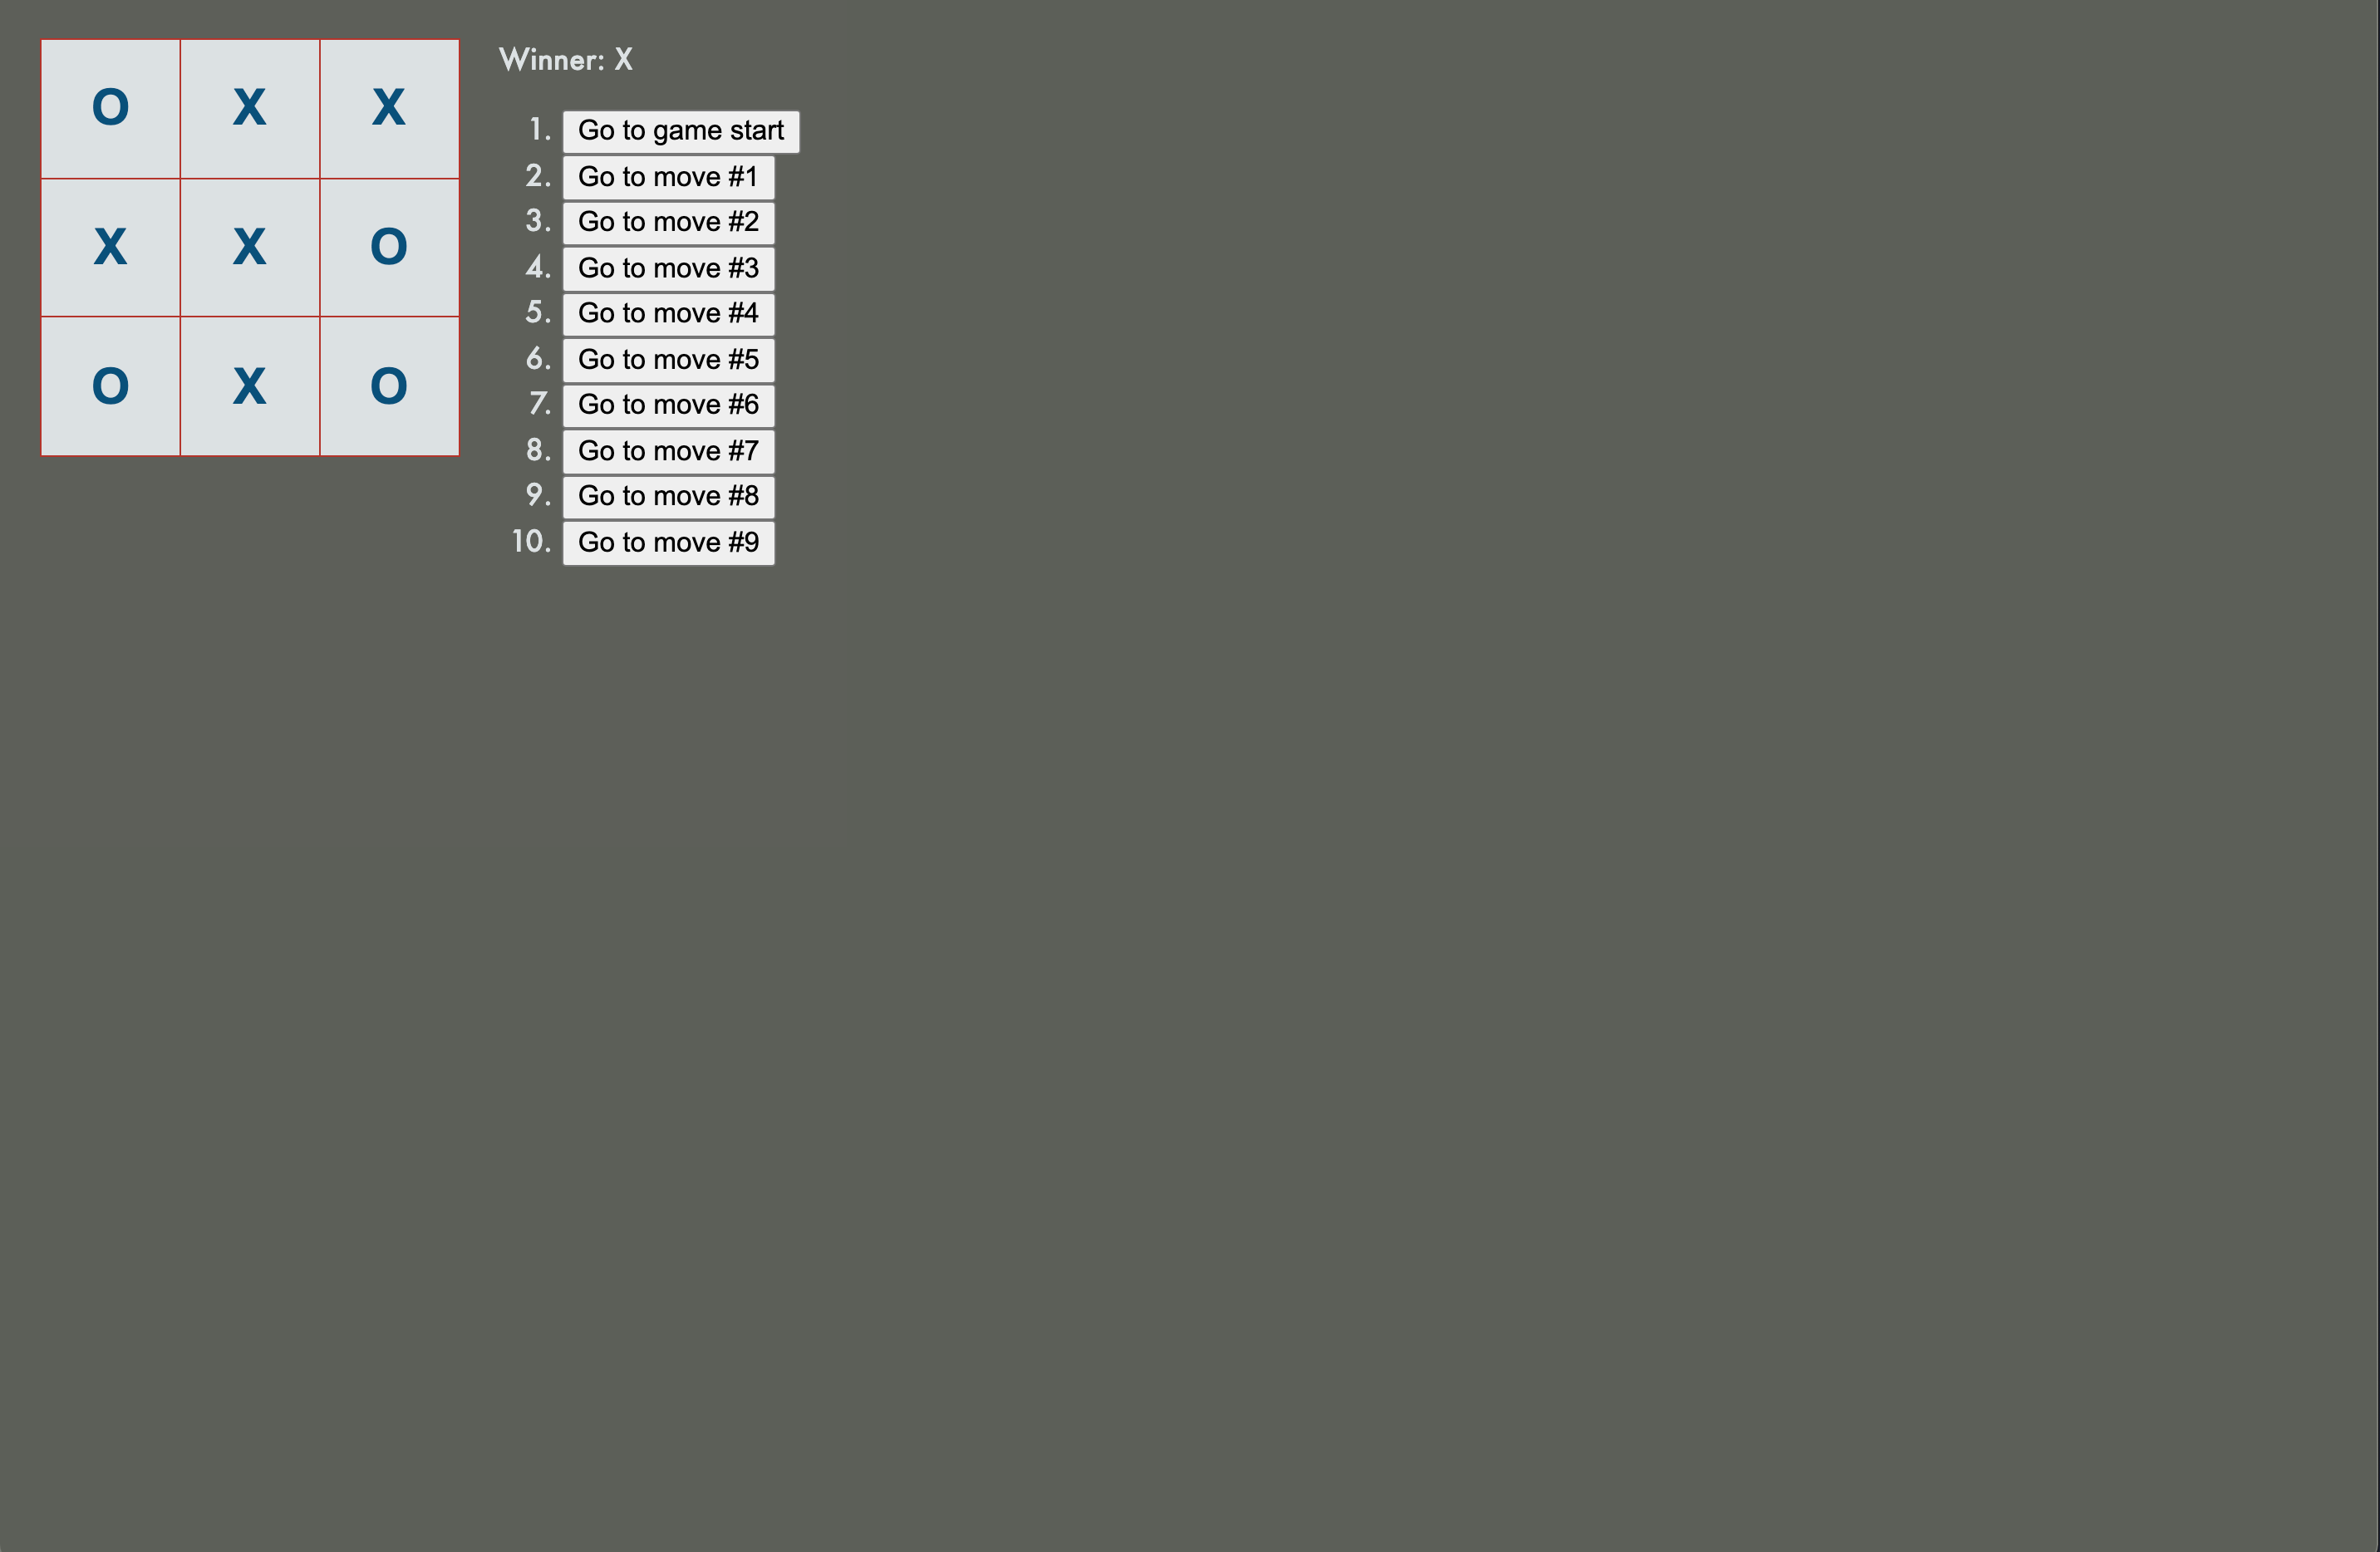 O X X
X X O
O X O
Winner: X
1. Go to game start
2. Go to move #1
3. Go to move #2
4. Go to move #3
5. Go to move #4
6. Go to move #5
7. Go to move #6
8. Go to move #7
9. Go to move #8
10. Go to move #9